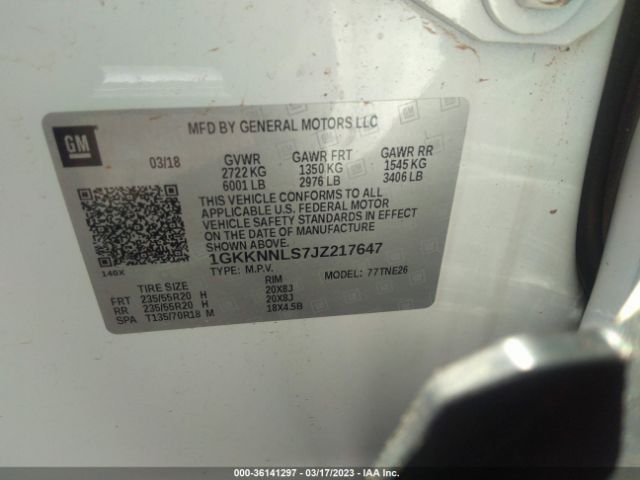 GM
MFD BY GENERAL MOTORS LLC
03/18 GVWR GAWR FRT GAWR RR
2722 KG 1350 KG 1545 KG
6001 LB 2976 LB 3406 LB
THIS VEHICLE CONFORMS TO ALL
APPLICABLE U.S. FEDERAL MOTOR
VEHICLE SAFETY STANDARDS IN EFFECT
ON THE DATE OF MANUFACTURE
SHOWN ABOVE.
1GKKNNLS7JZ217647
140X
TYPE: M.P.V. MODEL: 77TNE26
TIRE SIZE RIM
FRT 235/55R20 H 20X8J
RR 235/55R20 H 20X8J
SPA T135/70R18 M 18X4.5B
000-36141297 - 03/17/2023 - IAA Inc.